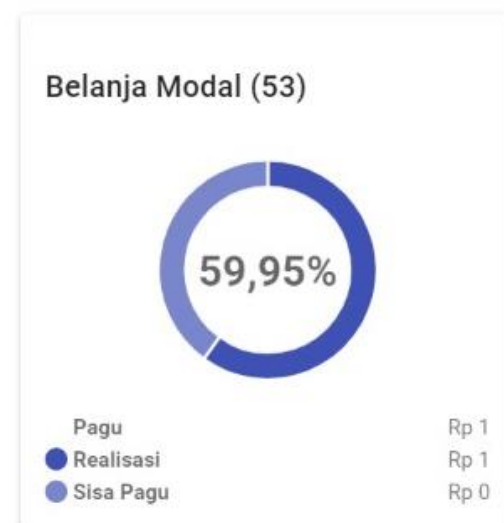 Belanja Modal (53)
59,95%
Pagu Rp 1
Realisasi Rp 1
Sisa Pagu Rp 0